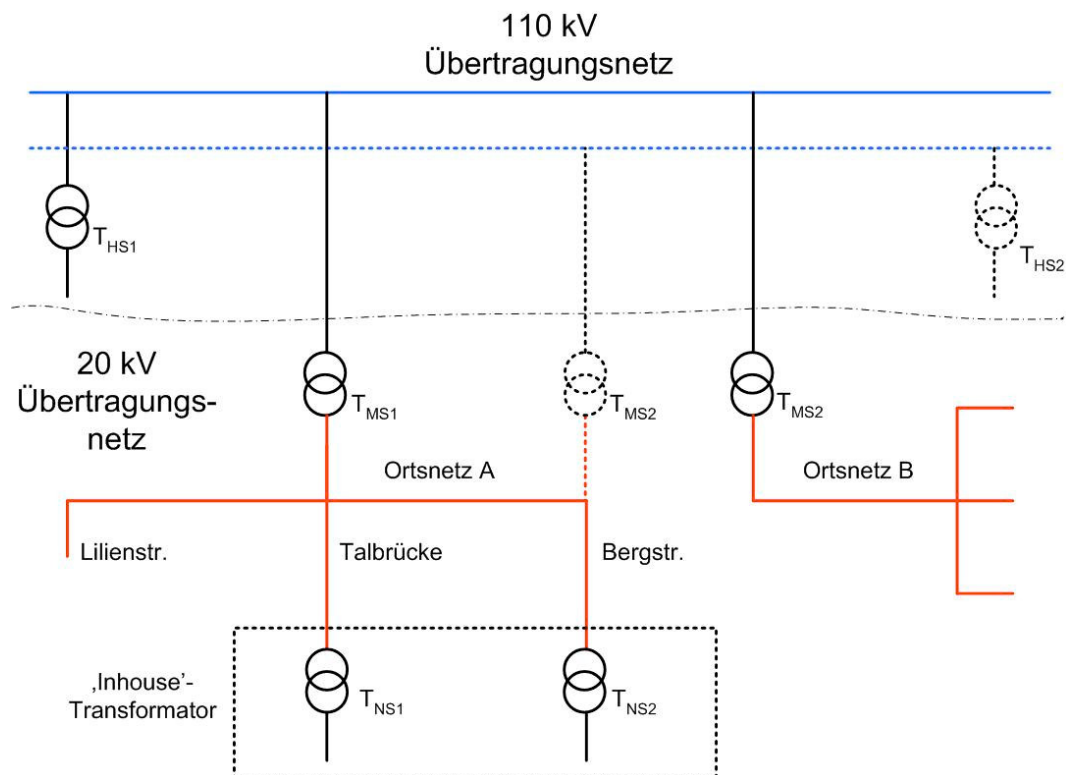 110 kV
Übertragungsnetz
T_HS1
T_HS2
20 kV
Übertragungs-
netz
T_MS1
T_MS2
T_MS2
Ortsnetz A
Ortsnetz B
Lilienstr.
Talbrücke
Bergstr.
‚Inhouse’-
Transformator
T_NS1
T_NS2